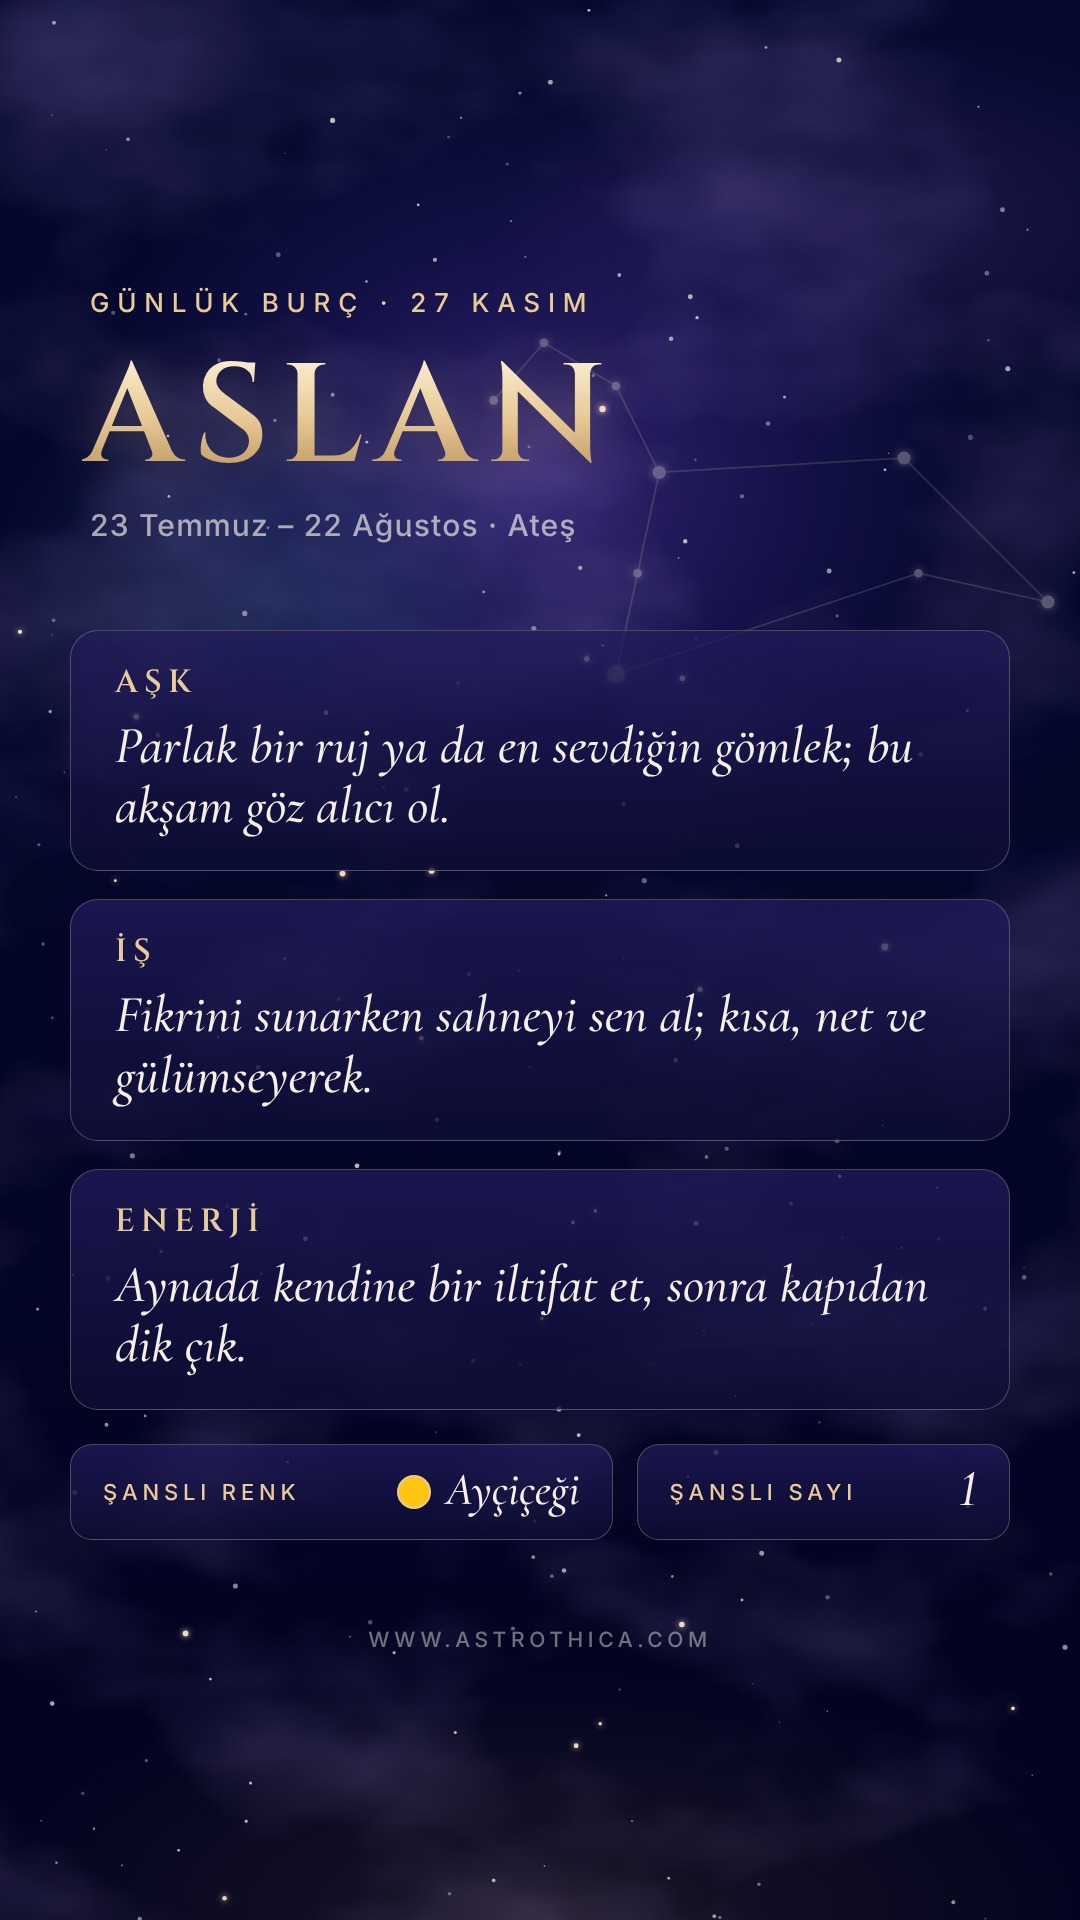 GÜNLÜK BURÇ · 27 KASIM
ASLAN
23 Temmuz – 22 Ağustos · Ateş
AŞK
Parlak bir ruj ya da en sevdiğin gömlek; bu
akşam göz alıcı ol.
İŞ
Fikrini sunarken sahneyi sen al; kısa, net ve
gülümseyerek.
ENERJİ
Aynada kendine bir iltifat et, sonra kapıdan
dik çık.
ŞANSLI RENK Ayçiçeği
ŞANSLI SAYI 1
WWW.ASTROTHICA.COM